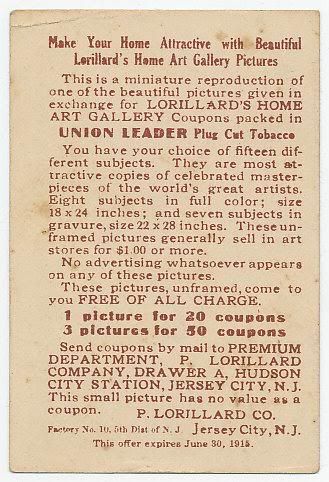 Make Your Home Attractive with Beautiful
Lorillard's Home Art Gallery Pictures
This is a miniature reproduction of
one of the beautiful pictures given in
exchange for LORILLARD'S HOME
ART GALLERY Coupons packed in
UNION LEADER Plug Cut Tobacco
You have your choice of fifteen dif-
ferent subjects. They are most at-
tractive copies of celebrated master-
pieces of the world's great artists.
Eight subjects in full color; size
18 x 24 inches; and seven subjects in
gravure, size 22 x 28 inches. These un-
framed pictures generally sell in art
stores for $1.00 or more.
No advertising whatsoever appears
on any of these pictures.
These pictures, unframed, come to
you FREE OF ALL CHARGE.
1 picture for 20 coupons
3 pictures for 50 coupons
Send coupons by mail to PREMIUM
DEPARTMENT, P. LORILLARD
COMPANY, DRAWER A, HUDSON
CITY STATION, JERSEY CITY, N.J.
This small picture has no value as a
coupon. P. LORILLARD CO.
Factory No. 10, 5th Dist of N. J. Jersey City, N.J.
This offer expires June 30, 1915.